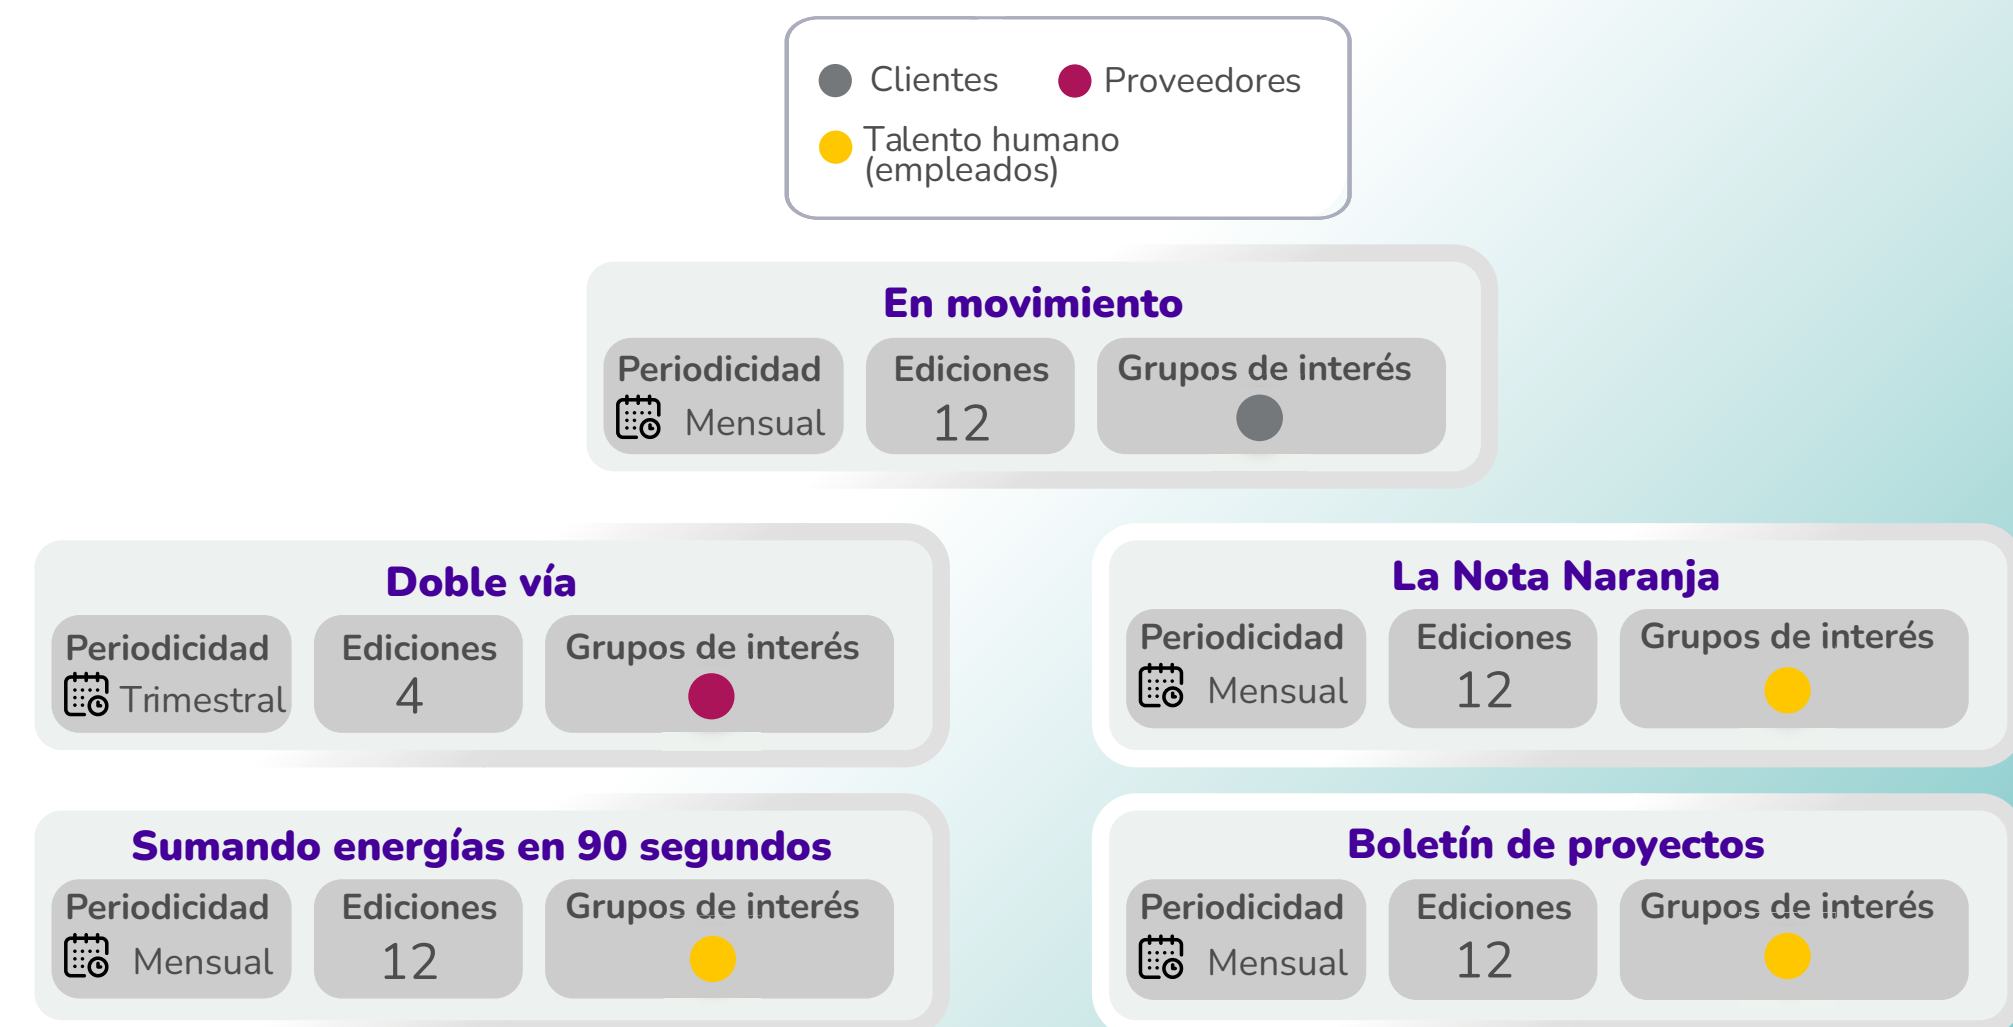 Clientes
Proveedores
Talento humano
(empleados)
En movimiento
Periodicidad
Mensual
Ediciones
12
Grupos de interés
Doble vía
Periodicidad
Trimestral
Ediciones
4
Grupos de interés
La Nota Naranja
Periodicidad
Mensual
Ediciones
12
Grupos de interés
Sumando energías en 90 segundos
Periodicidad
Mensual
Ediciones
12
Grupos de interés
Boletín de proyectos
Periodicidad
Mensual
Ediciones
12
Grupos de interés